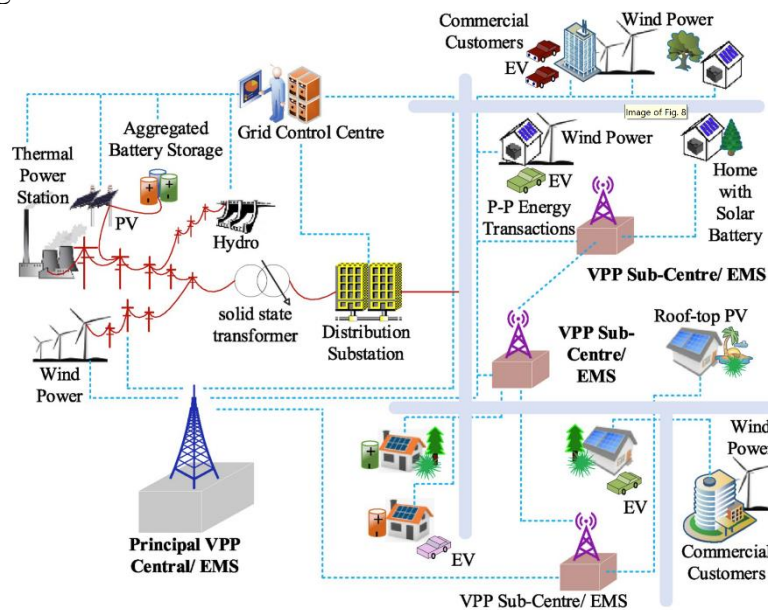 Commercial
Customers
Wind Power
EV
Image of Fig. 8
Grid Control Centre
Aggregated
Battery Storage
Thermal
Power
Station
PV
Hydro
Wind Power
EV
P-P Energy
Transactions
Home
with
Solar
Battery
VPP Sub-Centre/ EMS
solid state
transformer
Distribution
Substation
VPP Sub-
Centre/
EMS
Roof-top PV
Wind
Power
Principal VPP
Central/ EMS
EV
EV
Wind
Power
Commercial
Customers
VPP Sub-Centre/ EMS